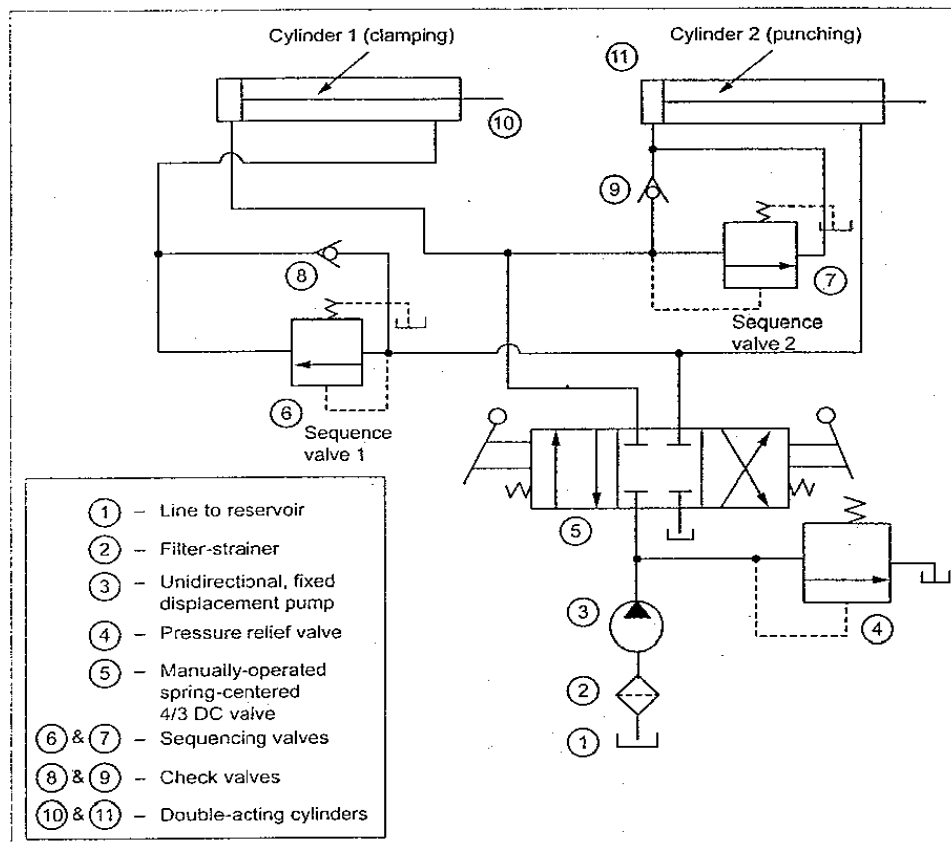 Cylinder 1 (clamping)
Cylinder 2 (punching)
11
10
9
8
7
Sequence
valve 2
6
Sequence
valve 1
5
4
3
2
1
1 – Line to reservoir
2 – Filter-strainer
3 – Unidirectional, fixed
displacement pump
4 – Pressure relief valve
5 – Manually-operated
spring-centered
4/3 DC valve
6 & 7 – Sequencing valves
8 & 9 – Check valves
10 & 11 – Double-acting cylinders